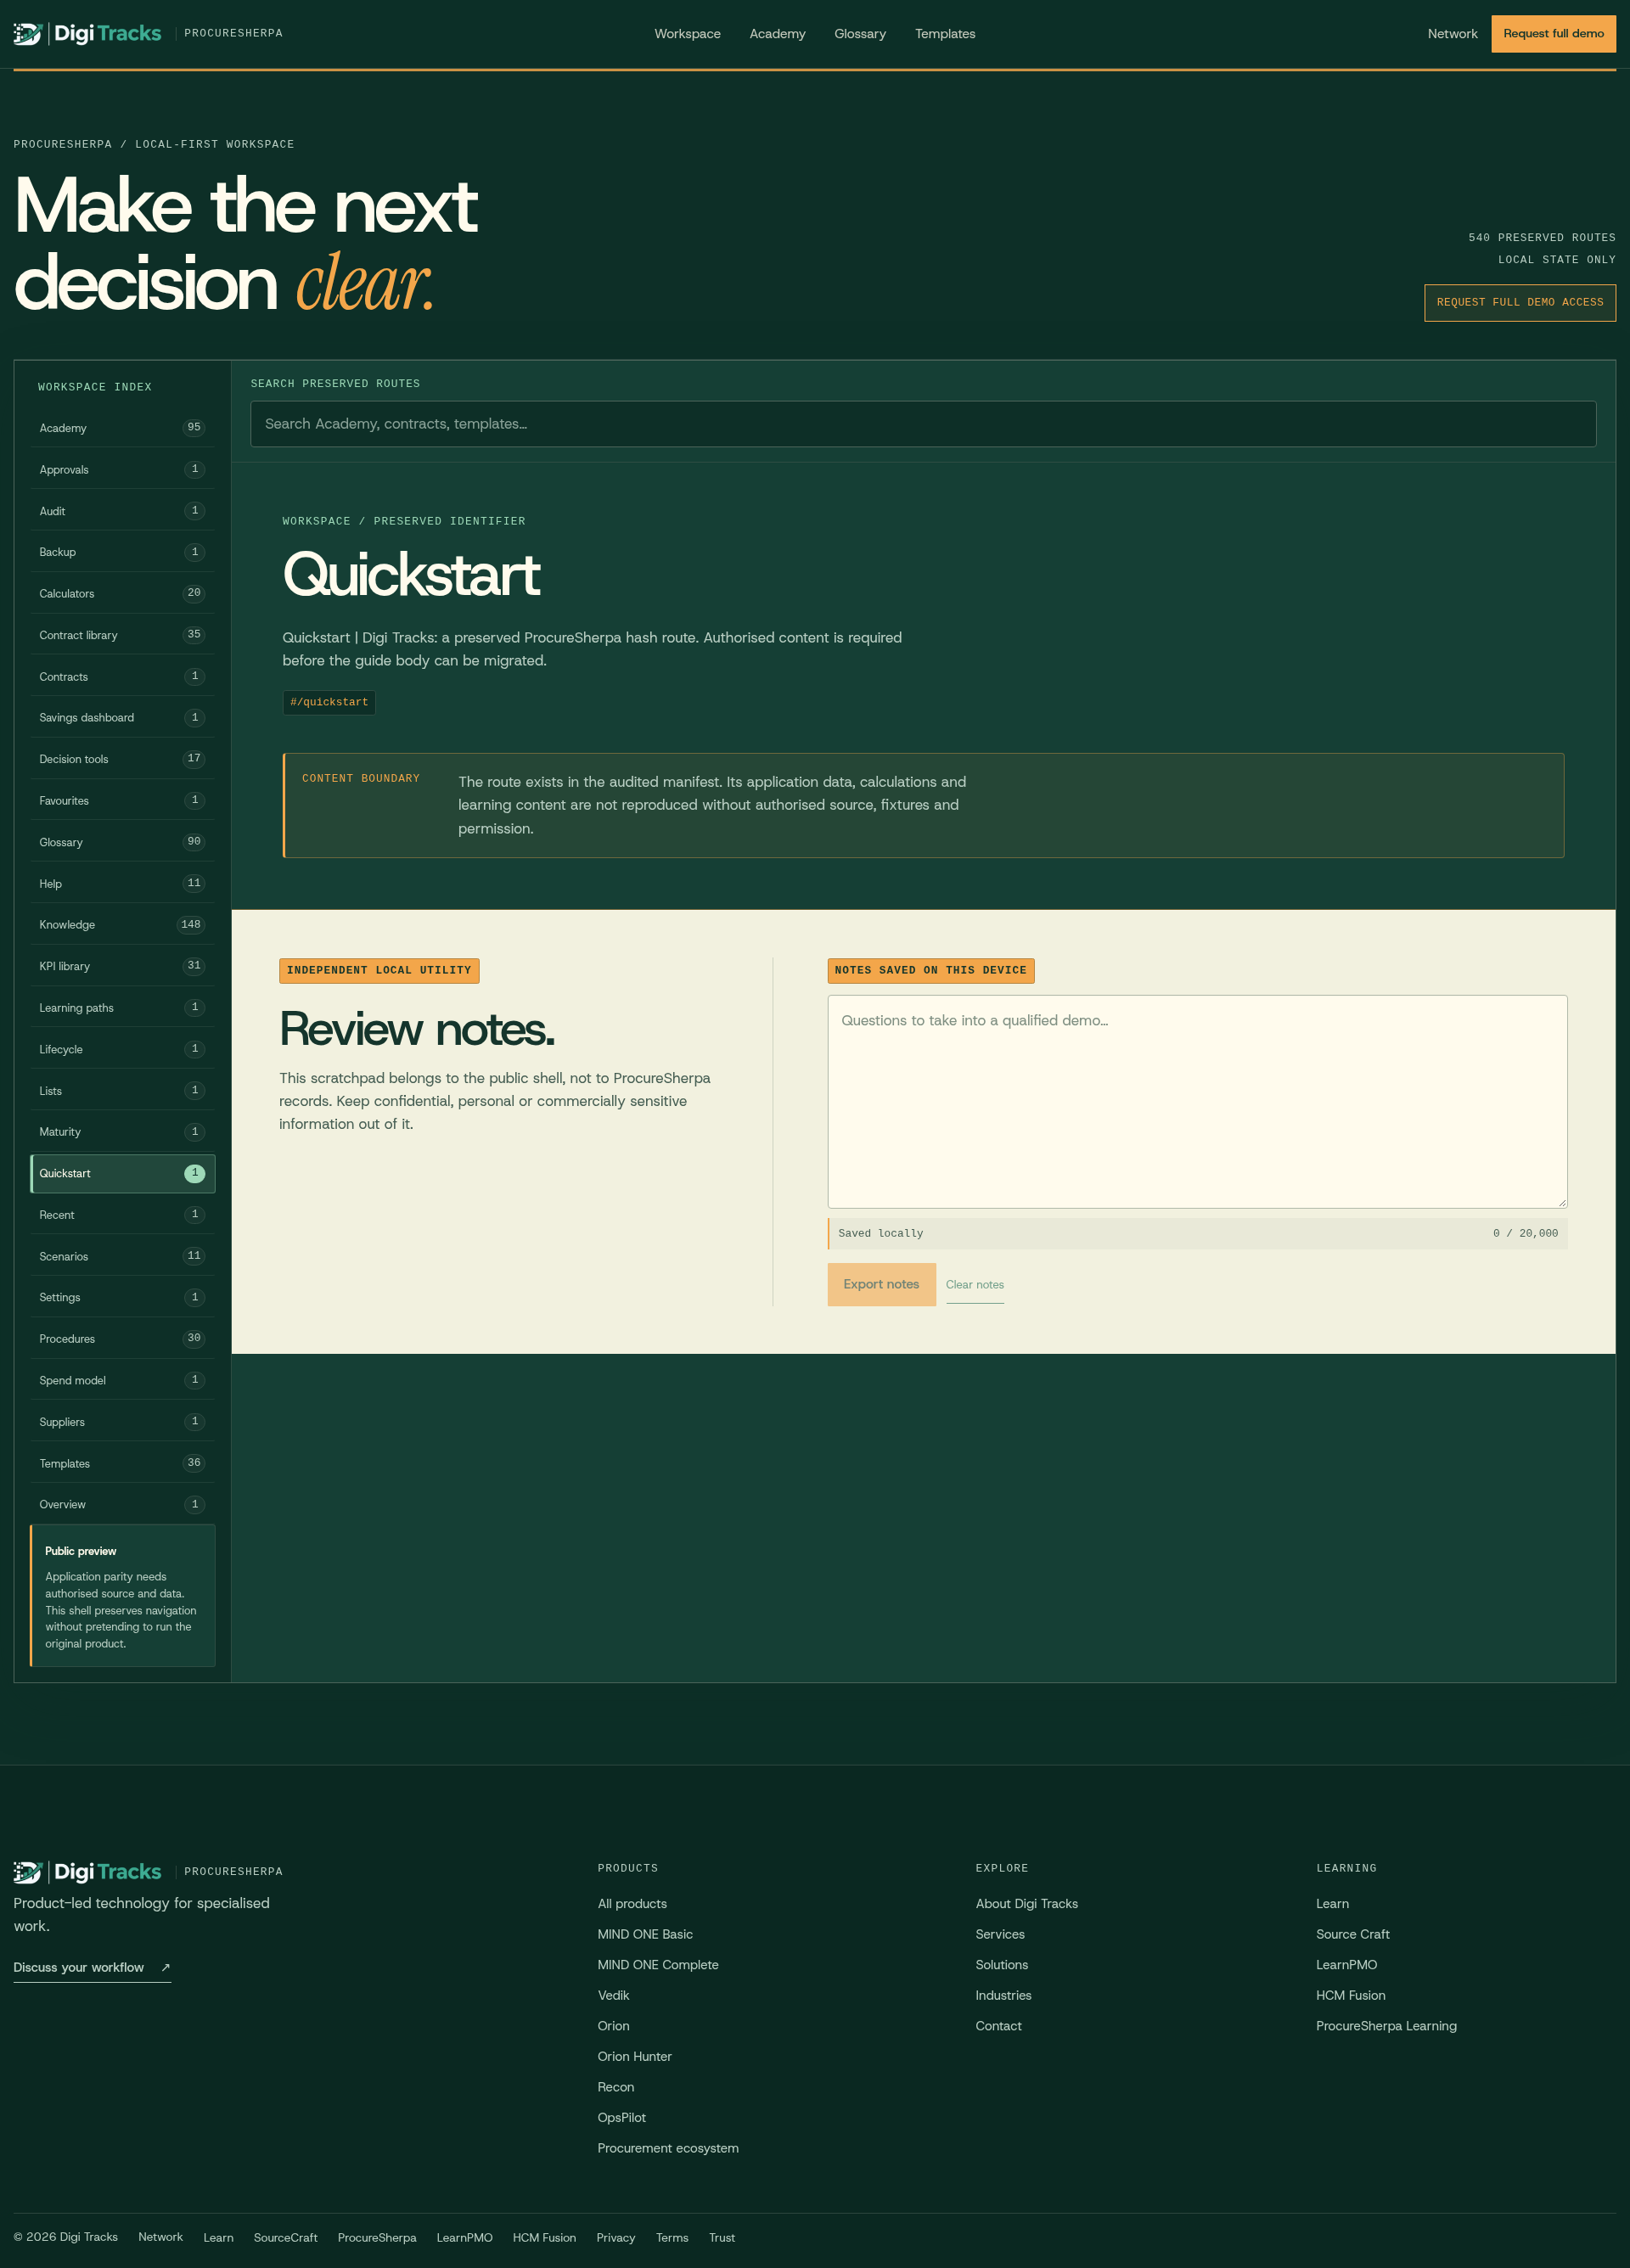 Digi Tracks
PROCURESHERPA
Workspace
Academy
Glossary
Templates
Network
Request full demo
PROCURESHERPA / LOCAL-FIRST WORKSPACE
Make the next
decision clear.
540 PRESERVED ROUTES
LOCAL STATE ONLY
REQUEST FULL DEMO ACCESS
WORKSPACE INDEX
Academy 95
Approvals 1
Audit 1
Backup 1
Calculators 20
Contract library 35
Contracts 1
Savings dashboard 1
Decision tools 17
Favourites 1
Glossary 90
Help 11
Knowledge 148
KPI library 31
Learning paths 1
Lifecycle 1
Lists 1
Maturity 1
Quickstart 1
Recent 1
Scenarios 11
Settings 1
Procedures 30
Spend model 1
Suppliers 1
Templates 36
Overview 1
Public preview
Application parity needs
authorised source and data.
This shell preserves navigation
without pretending to run the
original product.
SEARCH PRESERVED ROUTES
Search Academy, contracts, templates…
WORKSPACE / PRESERVED IDENTIFIER
Quickstart
Quickstart | Digi Tracks: a preserved ProcureSherpa hash route. Authorised content is required
before the guide body can be migrated.
#/quickstart
CONTENT BOUNDARY
The route exists in the audited manifest. Its application data, calculations and
learning content are not reproduced without authorised source, fixtures and
permission.
INDEPENDENT LOCAL UTILITY
Review notes.
This scratchpad belongs to the public shell, not to ProcureSherpa
records. Keep confidential, personal or commercially sensitive
information out of it.
NOTES SAVED ON THIS DEVICE
Questions to take into a qualified demo…
Saved locally
0 / 20,000
Export notes
Clear notes
Digi Tracks
PROCURESHERPA
Product-led technology for specialised
work.
Discuss your workflow ↗
PRODUCTS
All products
MIND ONE Basic
MIND ONE Complete
Vedik
Orion
Orion Hunter
Recon
OpsPilot
Procurement ecosystem
EXPLORE
About Digi Tracks
Services
Solutions
Industries
Contact
LEARNING
Learn
Source Craft
LearnPMO
HCM Fusion
ProcureSherpa Learning
© 2026 Digi Tracks
Network
Learn
SourceCraft
ProcureSherpa
LearnPMO
HCM Fusion
Privacy
Terms
Trust